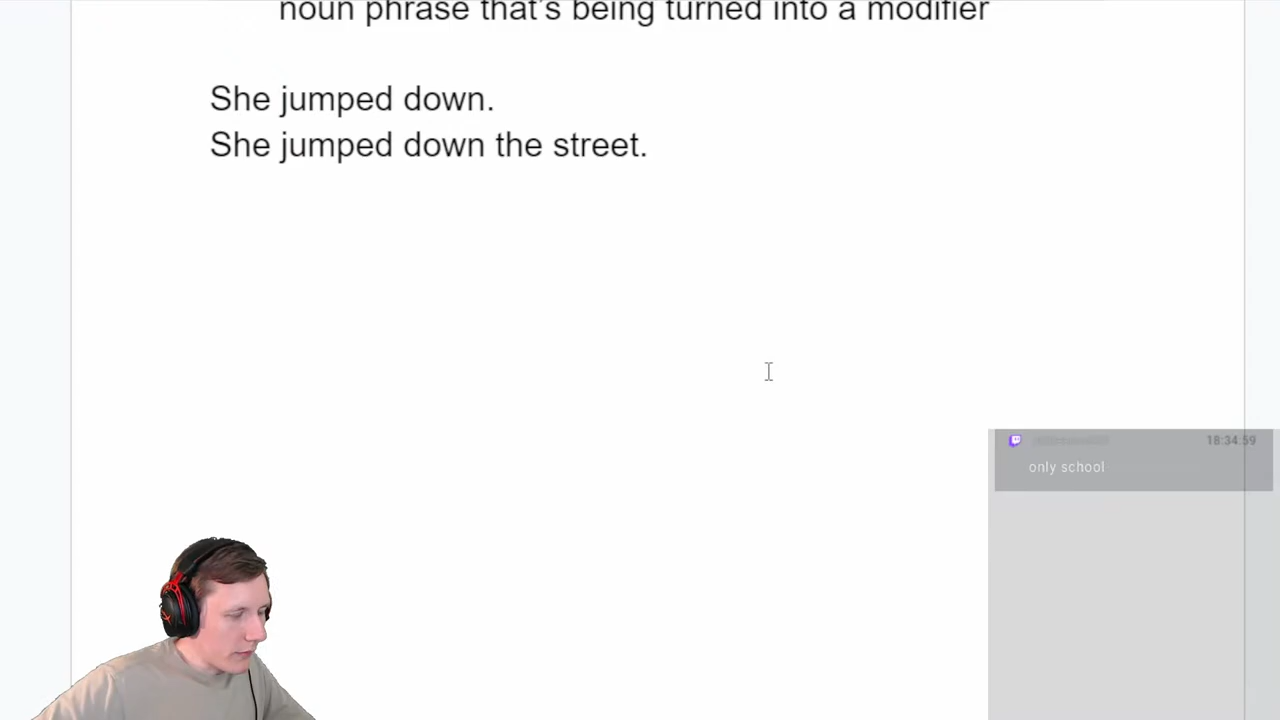 noun phrase that's being turned into a modifier
She jumped down.
She jumped down the street.
18:34:59
only school